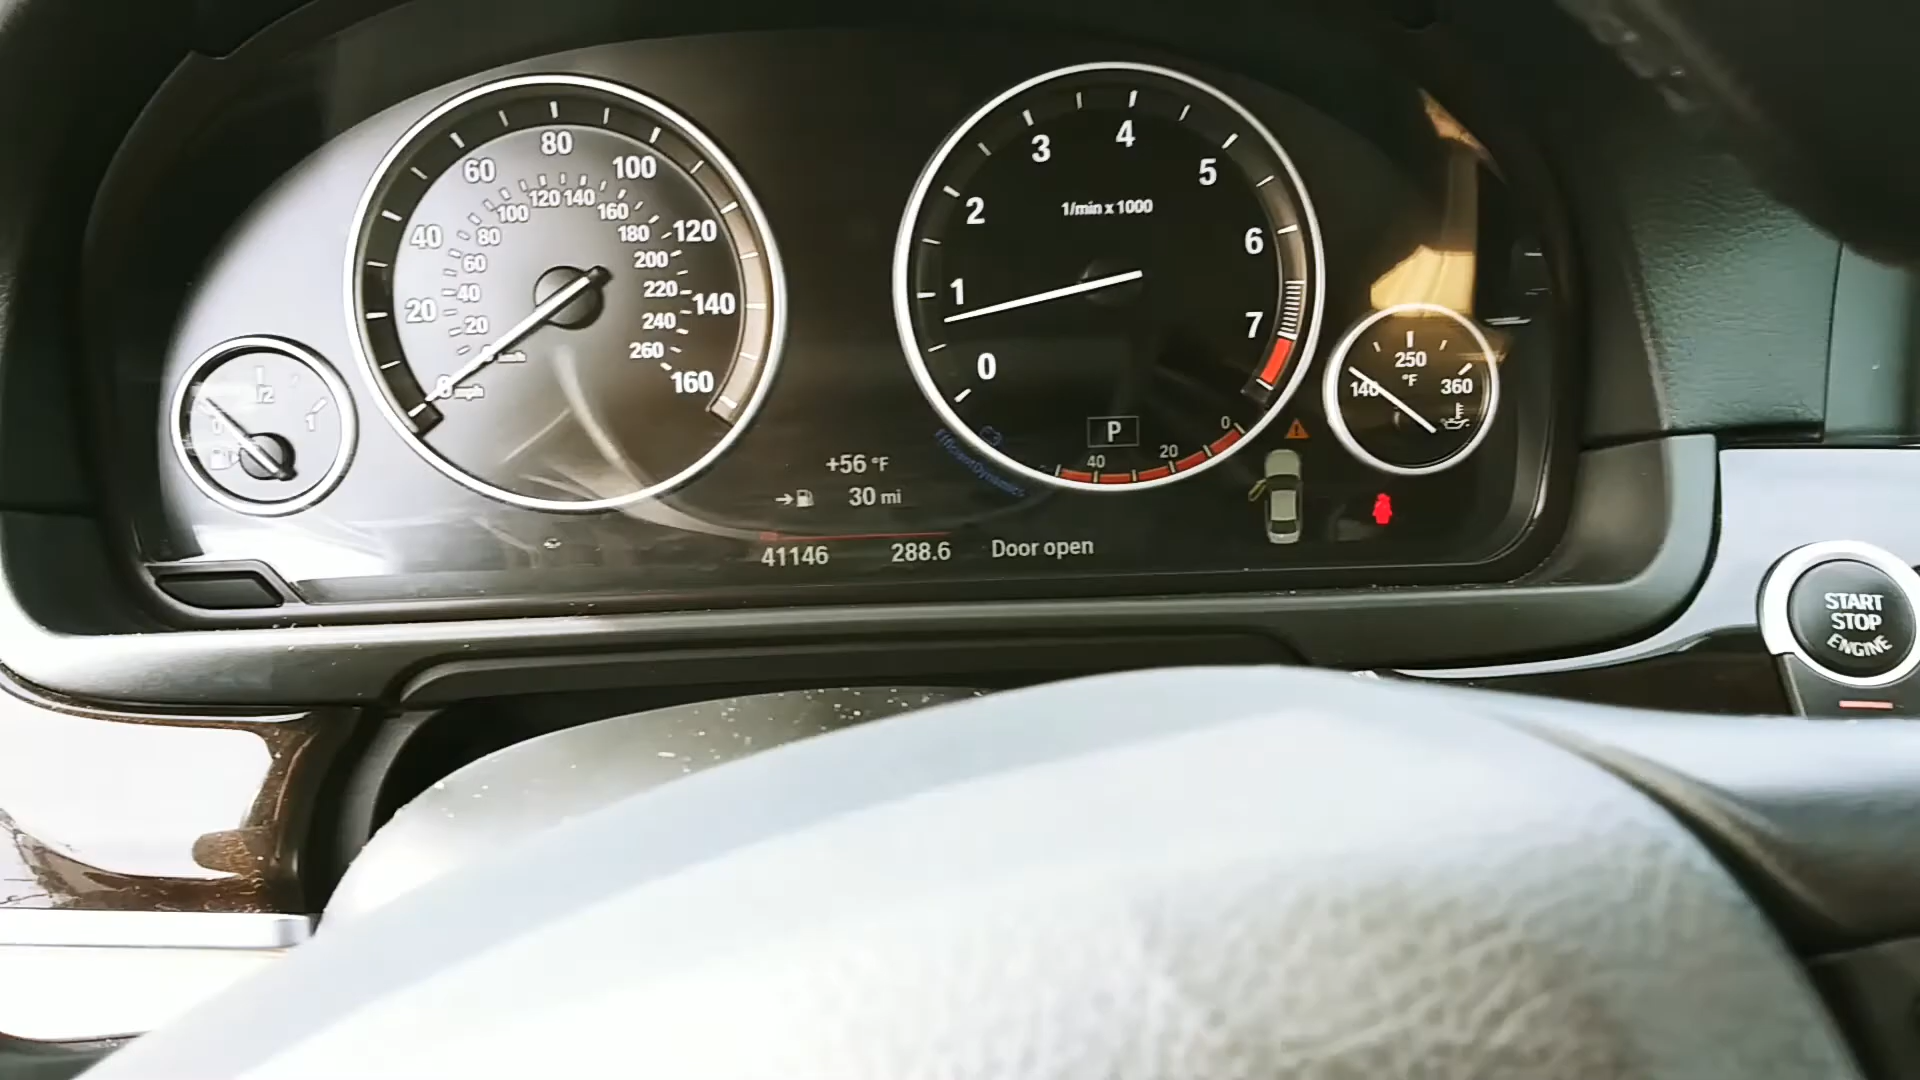 80
60 100
40 120
20 140
0 mph 160
120 140
100 160
80 180
60 200
40 220
20 240
km/h 260
1/2
0 1
4
3 5
2 6
1 7
0
1/min x 1000
P
40 20 0
EfficientDynamics
250
°F
140 360
+56 °F
30 mi
41146 288.6 Door open
START
STOP
ENGINE